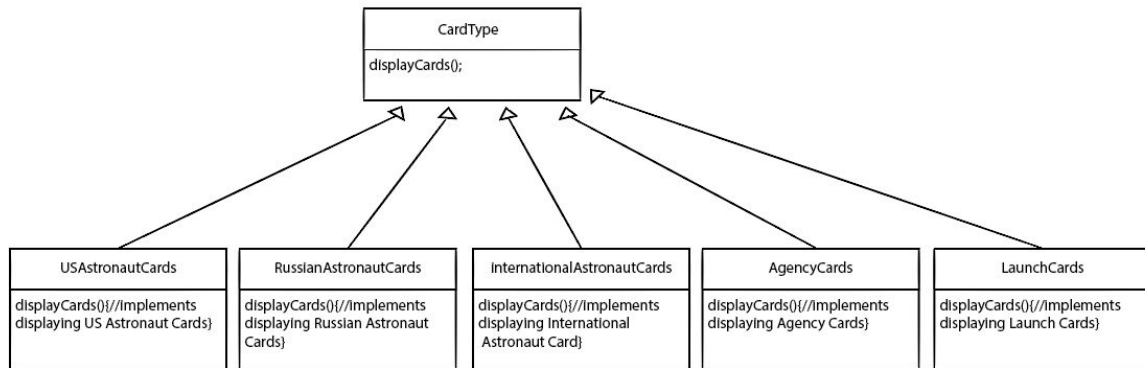 CardType
displayCards();
USAstronautCards
displayCards(){//implements
displaying US Astronaut Cards}
RussianAstronautCards
displayCards(){//implements
displaying Russian Astronaut
Cards}
internationalAstronautCards
displayCards(){//implements
displaying International
Astronaut Card}
AgencyCards
displayCards(){//implements
displaying Agency Cards}
LaunchCards
displayCards(){//implements
displaying Launch Cards}